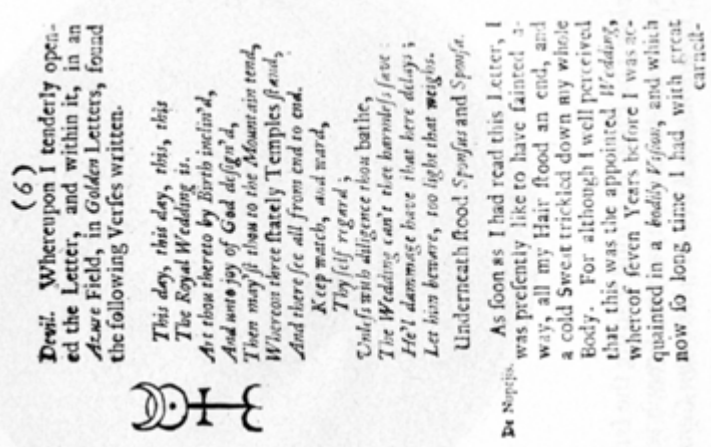 (6)
Devil. Whereupon I tenderly open-
ed the Letter, and within it, in an
Azure Field, in Golden Letters, found
the following Verſes written.
This day, this day, this, this
The Royal Wedding is.
Art thou thereto by Birth inclin'd,
And unto joy of God deſign'd,
Then may'ſt thou to the Mountain tend,
Whereon three ſtately Temples ſtand,
And there ſee all from end to end.
Keep watch, and ward,
Thy ſelf regard;
Unleſs with diligence thou bathe,
The Wedding can't thee harmleſs ſave:
He'l dammage have that here delays;
Let him beware, too light that weighs.
Underneath ſtood Sponſus and Sponſa.
As ſoon as I had read this Letter, I
was preſently like to have fainted a-
way, all my Hair ſtood an end, and
a cold Sweat trickled down my whole
Body. For although I well perceived
that this was the appointed Wedding,
De Nuptijs.
whereof ſeven Years before I was ac-
quainted in a bodily Viſion, and which
now ſo long time I had with great
earneſt-